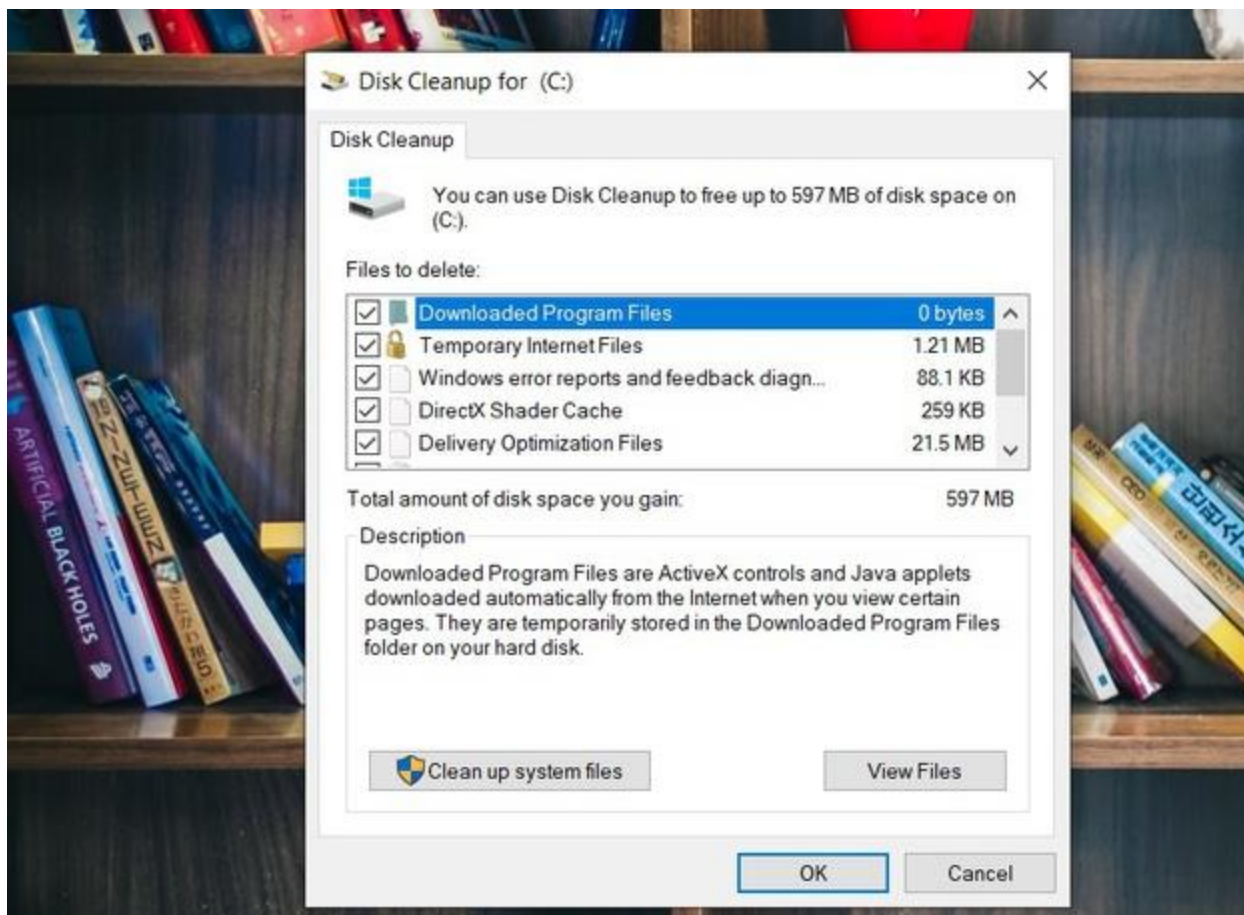 Disk Cleanup for (C:)
Disk Cleanup
You can use Disk Cleanup to free up to 597 MB of disk space on
(C:).
Files to delete:
Downloaded Program Files 0 bytes
Temporary Internet Files 1.21 MB
Windows error reports and feedback diagn... 88.1 KB
DirectX Shader Cache 259 KB
Delivery Optimization Files 21.5 MB
Total amount of disk space you gain: 597 MB
Description
Downloaded Program Files are ActiveX controls and Java applets
downloaded automatically from the Internet when you view certain
pages. They are temporarily stored in the Downloaded Program Files
folder on your hard disk.
Clean up system files View Files
OK Cancel
ARTIFICIAL BLACK HOLES
CEO